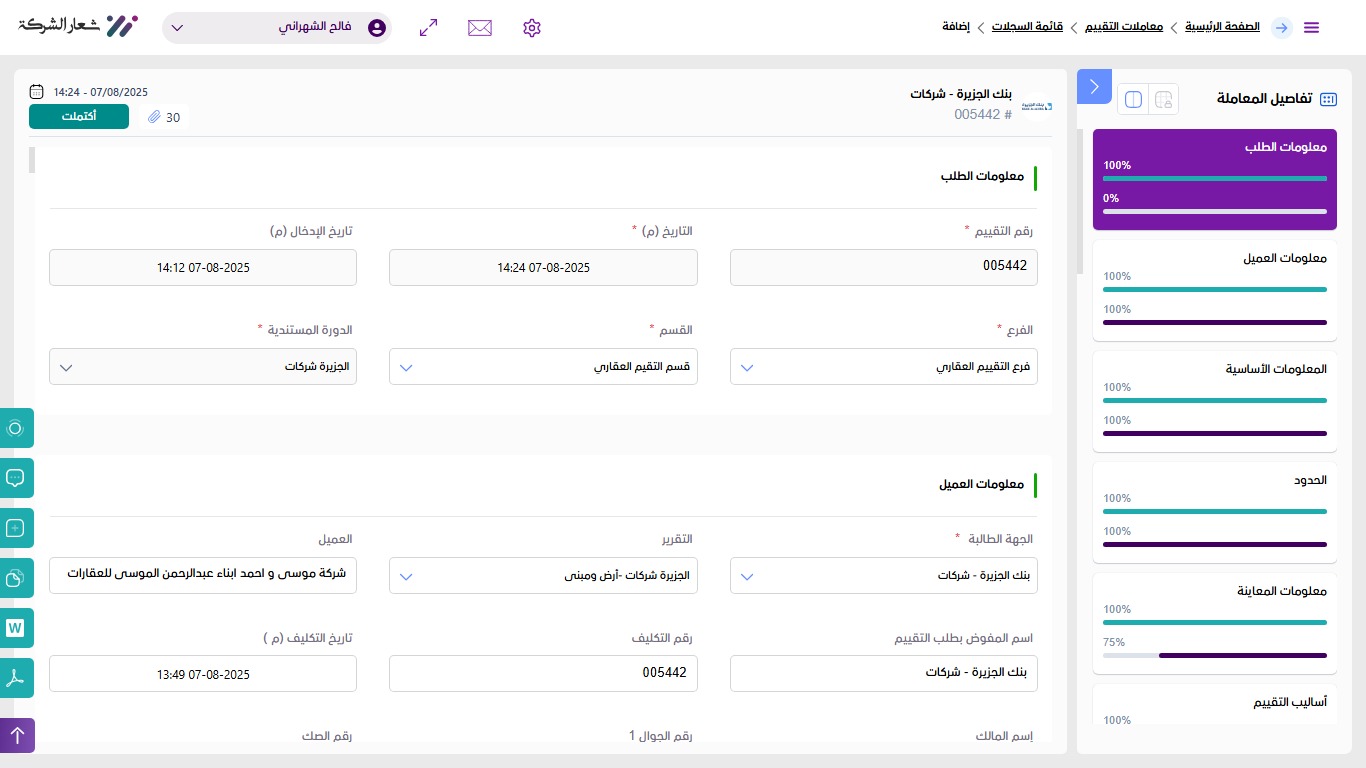 الصفحة الرئيسية
معاملات التقييم
قائمة السجلات
إضافة
فالح الشهراني
شعار الشركة
تفاصيل المعاملة
معلومات الطلب
100%
0%
معلومات العميل
100%
100%
المعلومات الأساسية
100%
100%
الحدود
100%
100%
معلومات المعاينة
100%
75%
أساليب التقييم
100%
بنك الجزيرة - شركات
# 005442
07/08/2025 - 14:24
أكتملت
30
معلومات الطلب
رقم التقييم * التاريخ (م) * تاريخ الإدخال (م)
005442 07-08-2025 14:24 07-08-2025 14:12
الفرع * القسم * الدورة المستندية *
فرع التقييم العقاري قسم التقيم العقاري الجزيرة شركات
معلومات العميل
الجهة الطالبة * التقرير العميل
بنك الجزيرة - شركات الجزيرة شركات -أرض ومبنى شركة موسى و احمد ابناء عبدالرحمن الموسى للعقارات
اسم المفوض بطلب التقييم رقم التكليف تاريخ التكليف (م )
بنك الجزيرة - شركات 005442 07-08-2025 13:49
إسم المالك رقم الجوال 1 رقم الصك
W